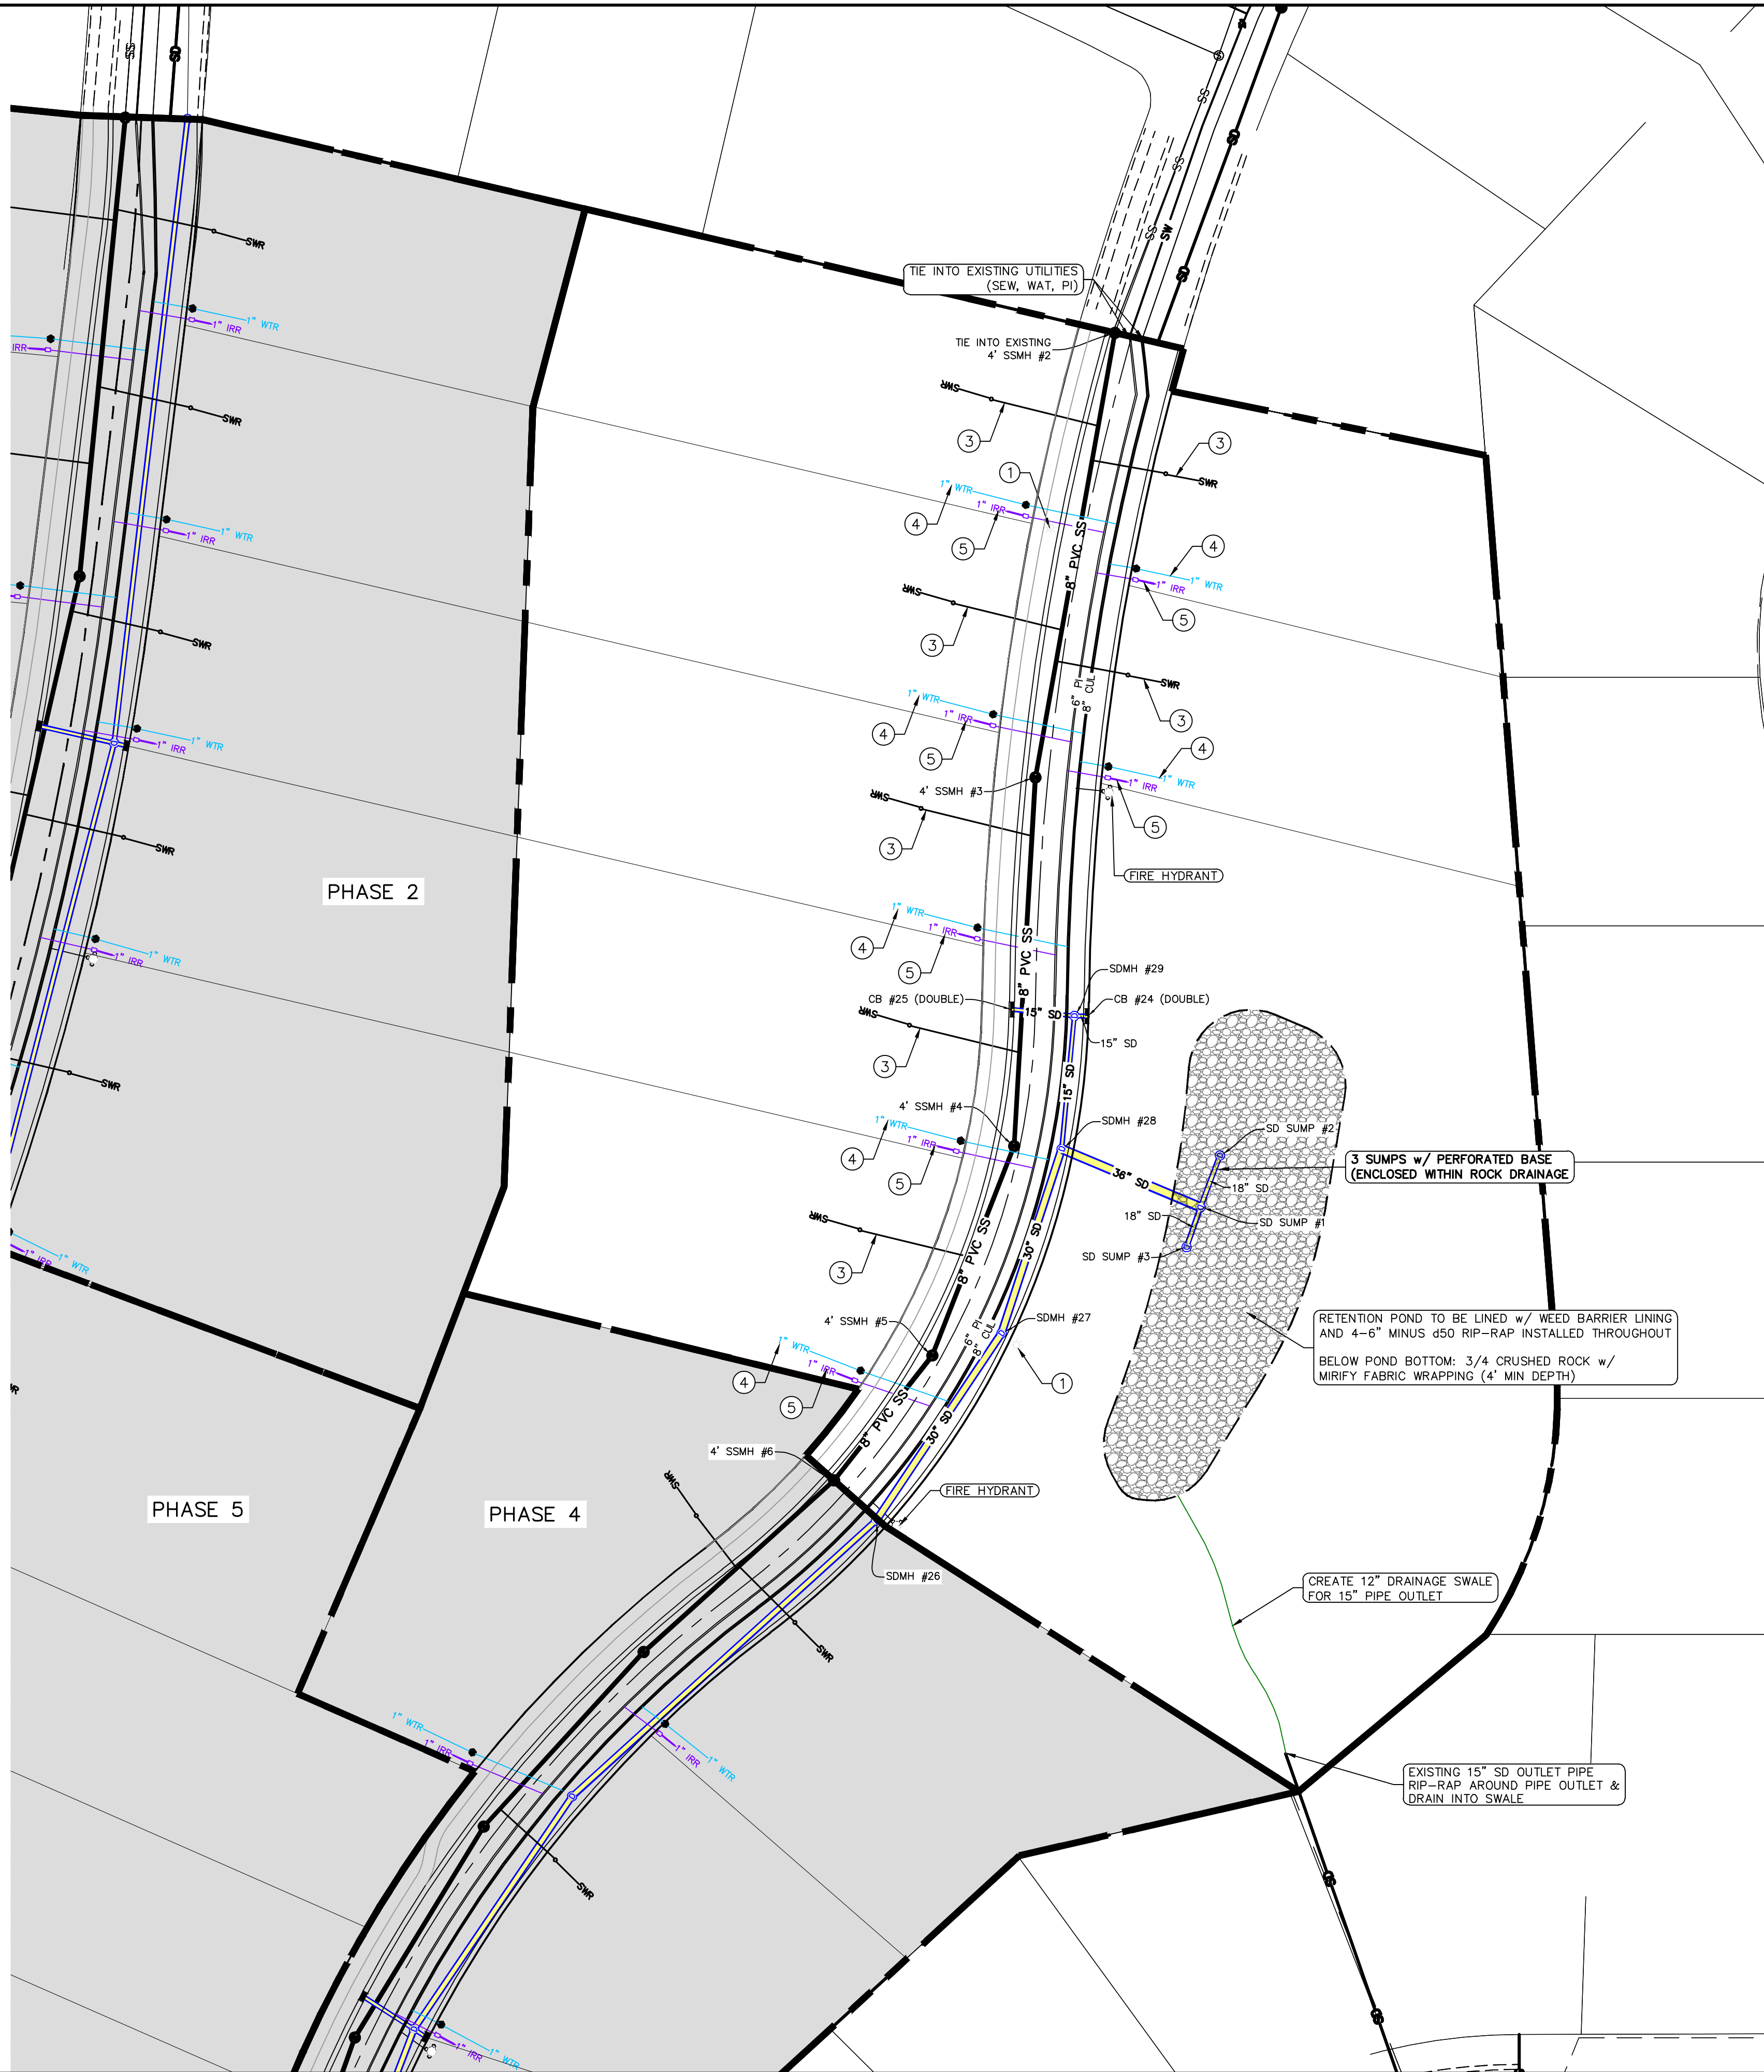 SS
SD
SS
SS
SS
SW
SD
SD
TIE INTO EXISTING UTILITIES
(SEW, WAT, PI)
TIE INTO EXISTING
4' SSMH #2
SWR
SWR
3
3
SWR
1" IRR
1" WTR
IRR
SWR
1
1" WTR
1" IRR
4
5
8" PVC SS
4
1" WTR
1" IRR
5
1" IRR
1" WTR
SWR
SWR
3
SWR
3
6" PI
8" CUL
1" WTR
1" IRR
4
5
4
1" WTR
1" IRR
5
1" IRR
1" WTR
4' SSMH #3
SWR
3
SWR
FIRE HYDRANT
PHASE 2
1" WTR
1" IRR
4
5
8" PVC SS
1" IRR
1" WTR
SDMH #29
CB #25 (DOUBLE)
CB #24 (DOUBLE)
15" SD
15" SD
SWR
3
15" SD
SWR
4' SSMH #4
1" WTR
1" IRR
4
5
SDMH #28
SD SUMP #2
36" SD
3 SUMPS w/ PERFORATED BASE
(ENCLOSED WITHIN ROCK DRAINAGE
18" SD
18" SD
SD SUMP #1
SD SUMP #3
SWR
3
8" PVC SS
30" SD
1" IRR
1" WTR
4' SSMH #5
SDMH #27
6" PI
8" CUL
RETENTION POND TO BE LINED w/ WEED BARRIER LINING
AND 4-6" MINUS d50 RIP-RAP INSTALLED THROUGHOUT
BELOW POND BOTTOM: 3/4 CRUSHED ROCK w/
MIRIFY FABRIC WRAPPING (4' MIN DEPTH)
1" WTR
1" IRR
4
5
1
8" PVC SS
30" SD
4' SSMH #6
SWR
FIRE HYDRANT
PHASE 5
PHASE 4
SDMH #26
CREATE 12" DRAINAGE SWALE
FOR 15" PIPE OUTLET
SWR
1" WTR
1" IRR
1" IRR
1" WTR
EXISTING 15" SD OUTLET PIPE
RIP-RAP AROUND PIPE OUTLET &
DRAIN INTO SWALE
SWR
SD
SD
1" IRR
1" WTR